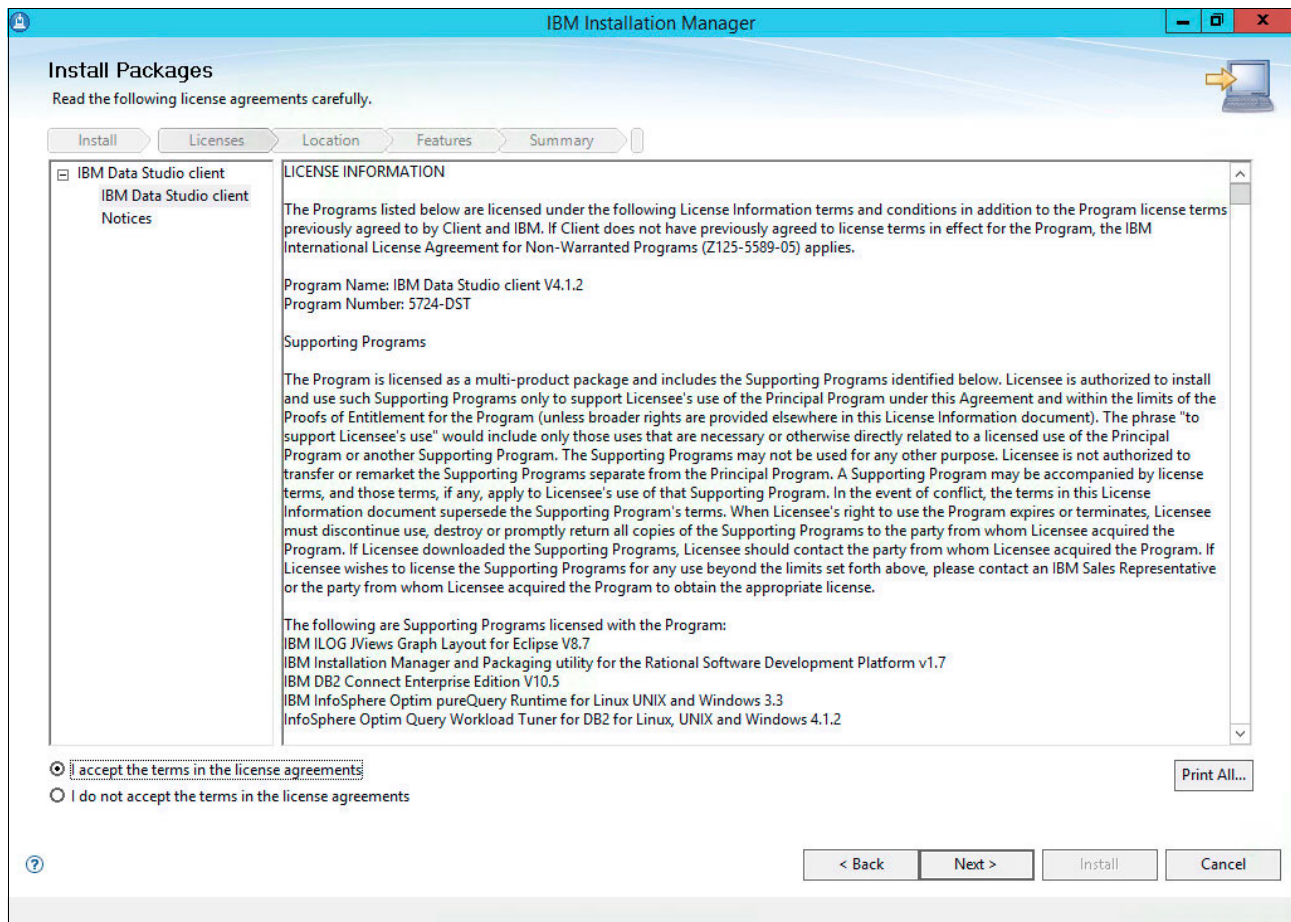 IBM Installation Manager
Install Packages
Read the following license agreements carefully.
Install
Licenses
Location
Features
Summary
IBM Data Studio client
IBM Data Studio client
Notices
LICENSE INFORMATION
The Programs listed below are licensed under the following License Information terms and conditions in addition to the Program license terms
previously agreed to by Client and IBM. If Client does not have previously agreed to license terms in effect for the Program, the IBM
International License Agreement for Non-Warranted Programs (Z125-5589-05) applies.
Program Name: IBM Data Studio client V4.1.2
Program Number: 5724-DST
Supporting Programs
The Program is licensed as a multi-product package and includes the Supporting Programs identified below. Licensee is authorized to install
and use such Supporting Programs only to support Licensee's use of the Principal Program under this Agreement and within the limits of the
Proofs of Entitlement for the Program (unless broader rights are provided elsewhere in this License Information document). The phrase "to
support Licensee's use" would include only those uses that are necessary or otherwise directly related to a licensed use of the Principal
Program or another Supporting Program. The Supporting Programs may not be used for any other purpose. Licensee is not authorized to
transfer or remarket the Supporting Programs separate from the Principal Program. A Supporting Program may be accompanied by license
terms, and those terms, if any, apply to Licensee's use of that Supporting Program. In the event of conflict, the terms in this License
Information document supersede the Supporting Program's terms. When Licensee's right to use the Program expires or terminates, Licensee
must discontinue use, destroy or promptly return all copies of the Supporting Programs to the party from whom Licensee acquired the
Program. If Licensee downloaded the Supporting Programs, Licensee should contact the party from whom Licensee acquired the Program. If
Licensee wishes to license the Supporting Programs for any use beyond the limits set forth above, please contact an IBM Sales Representative
or the party from whom Licensee acquired the Program to obtain the appropriate license.
The following are Supporting Programs licensed with the Program:
IBM ILOG JViews Graph Layout for Eclipse V8.7
IBM Installation Manager and Packaging utility for the Rational Software Development Platform v1.7
IBM DB2 Connect Enterprise Edition V10.5
IBM InfoSphere Optim pureQuery Runtime for Linux UNIX and Windows 3.3
InfoSphere Optim Query Workload Tuner for DB2 for Linux, UNIX and Windows 4.1.2
I accept the terms in the license agreements
Print All...
I do not accept the terms in the license agreements
?
< Back
Next >
Install
Cancel